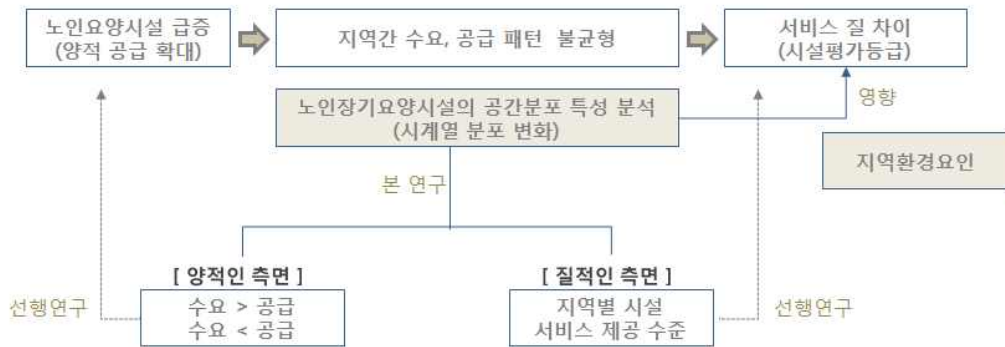 노인요양시설 급증
(양적 공급 확대)
지역간 수요, 공급 패턴 불균형
서비스 질 차이
(시설평가등급)
노인장기요양시설의 공간분포 특성 분석
(시계열 분포 변화)
영향
지역환경요인
본 연구
[ 양적인 측면 ]
수요 > 공급
수요 < 공급
[ 질적인 측면 ]
지역별 시설
서비스 제공 수준
선행연구
선행연구